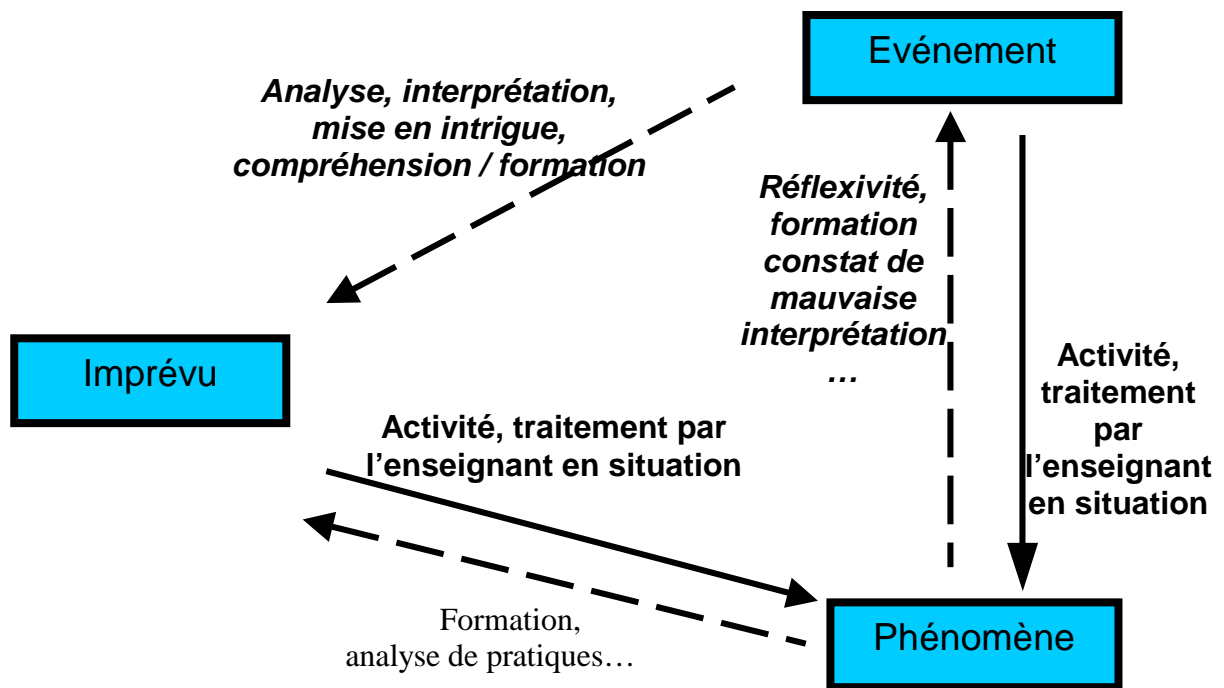 Evénement
Analyse, interprétation,
mise en intrigue,
compréhension / formation
Réflexivité,
formation
constat de
mauvaise
interprétation
…
Imprévu
Activité,
traitement
par
l’enseignant
en situation
Activité, traitement par
l’enseignant en situation
Formation,
analyse de pratiques…
Phénomène